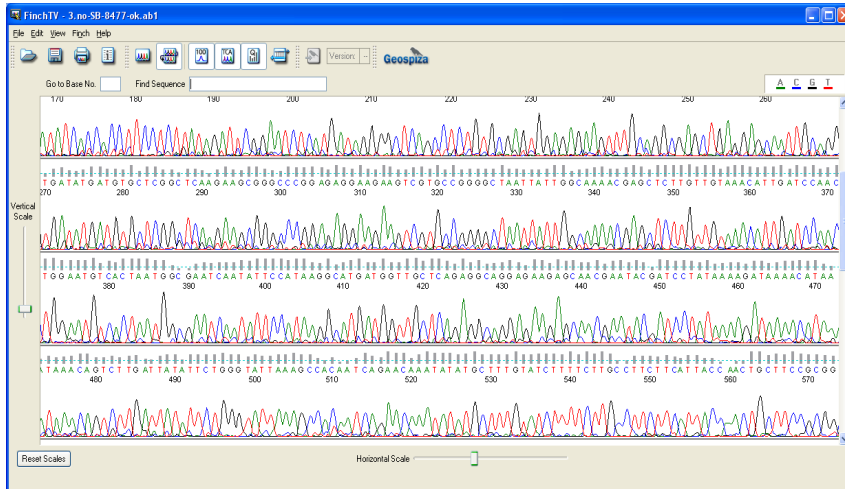 FinchTV - 3.no-SB-8477-ok.ab1
File Edit View Finch Help
Version: --
Geospiza
Go to Base No.
Find Sequence
A C G T
170 180 190 200 210 220 230 240 250 260
TGATATGATGTGCTCGGCTCAAGAAGCGGGCCCGGAGAGGAAGAAGTCGTGCCGGGGCTAATTATTGGCAAAACGAGCTCTTGTTGTAAACATTGATCCAAC
270 280 290 300 310 320 330 340 350 360 370
Vertical
Scale
TGGAATGTCACTAATGGCGAATCAATATTCCATAAGGCATGATGGTTGCTCAGAGGCAGGAGAAGAGCAACGAATACGATCCTATAAAAGATAAAACATAA
380 390 400 410 420 430 440 450 460 470
ATAAACAGTCTTGATTATATTCTGGGTATTAAAGCCACAATCAGAACAAATATATGCTTTGTATCTTTTCTTGCCTTCTTCATTACCAACTGCTTCCGCGG
480 490 500 510 520 530 540 550 560 570
Reset Scales
Horizontal Scale